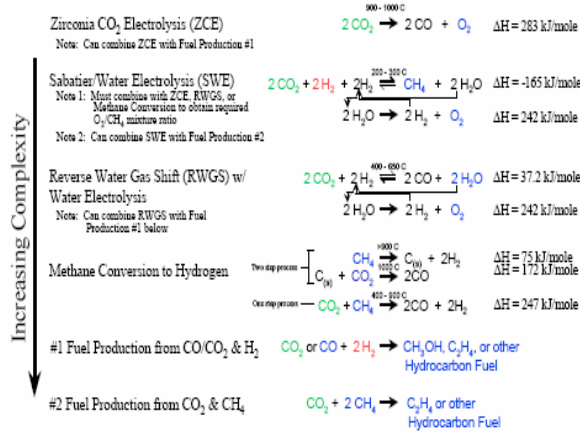 900 - 1000 C
Zirconia CO₂ Electrolysis (ZCE) 2 CO₂ → 2 CO + O₂ ΔH = 283 kJ/mole
Note: Can combine ZCE with Fuel Production #1
Sabatier/Water Electrolysis (SWE) 2 CO₂ + 2H₂ + 2H₂ ⇌ CH₄ + 2 H₂O ΔH = -165 kJ/mole
200 - 300 C
Note 1: Must combine with ZCE, RWGS, or
Methane Conversion to obtain required
O₂/CH₄ mixture ratio
2 H₂O → 2 H₂ + O₂ ΔH = 242 kJ/mole
Note 2: Can combine SWE with Fuel Production #2
400 - 650 C
Reverse Water Gas Shift (RWGS) w/ 2 CO₂ + 2H₂ ⇌ 2 CO + 2 H₂O ΔH = 37.2 kJ/mole
Water Electrolysis
2 H₂O → 2 H₂ + O₂ ΔH = 242 kJ/mole
Note: Can combine RWGS with Fuel
Production #1 below
Increasing Complexity
>900 C
CH₄ → C(s) + 2H₂ ΔH = 75 kJ/mole
Methane Conversion to Hydrogen Two step process
1000 C
C(s) + CO₂ → 2CO ΔH = 172 kJ/mole
One step process CO₂ + CH₄ → 2CO + 2H₂ ΔH = 247 kJ/mole
#1 Fuel Production from CO/CO₂ & H₂ CO₂ or CO + 2H₂ → CH₃OH, C₂H₄, or other
Hydrocarbon Fuel
#2 Fuel Production from CO₂ & CH₄ CO₂ + 2 CH₄ → C₂H₄ or other
Hydrocarbon Fuel